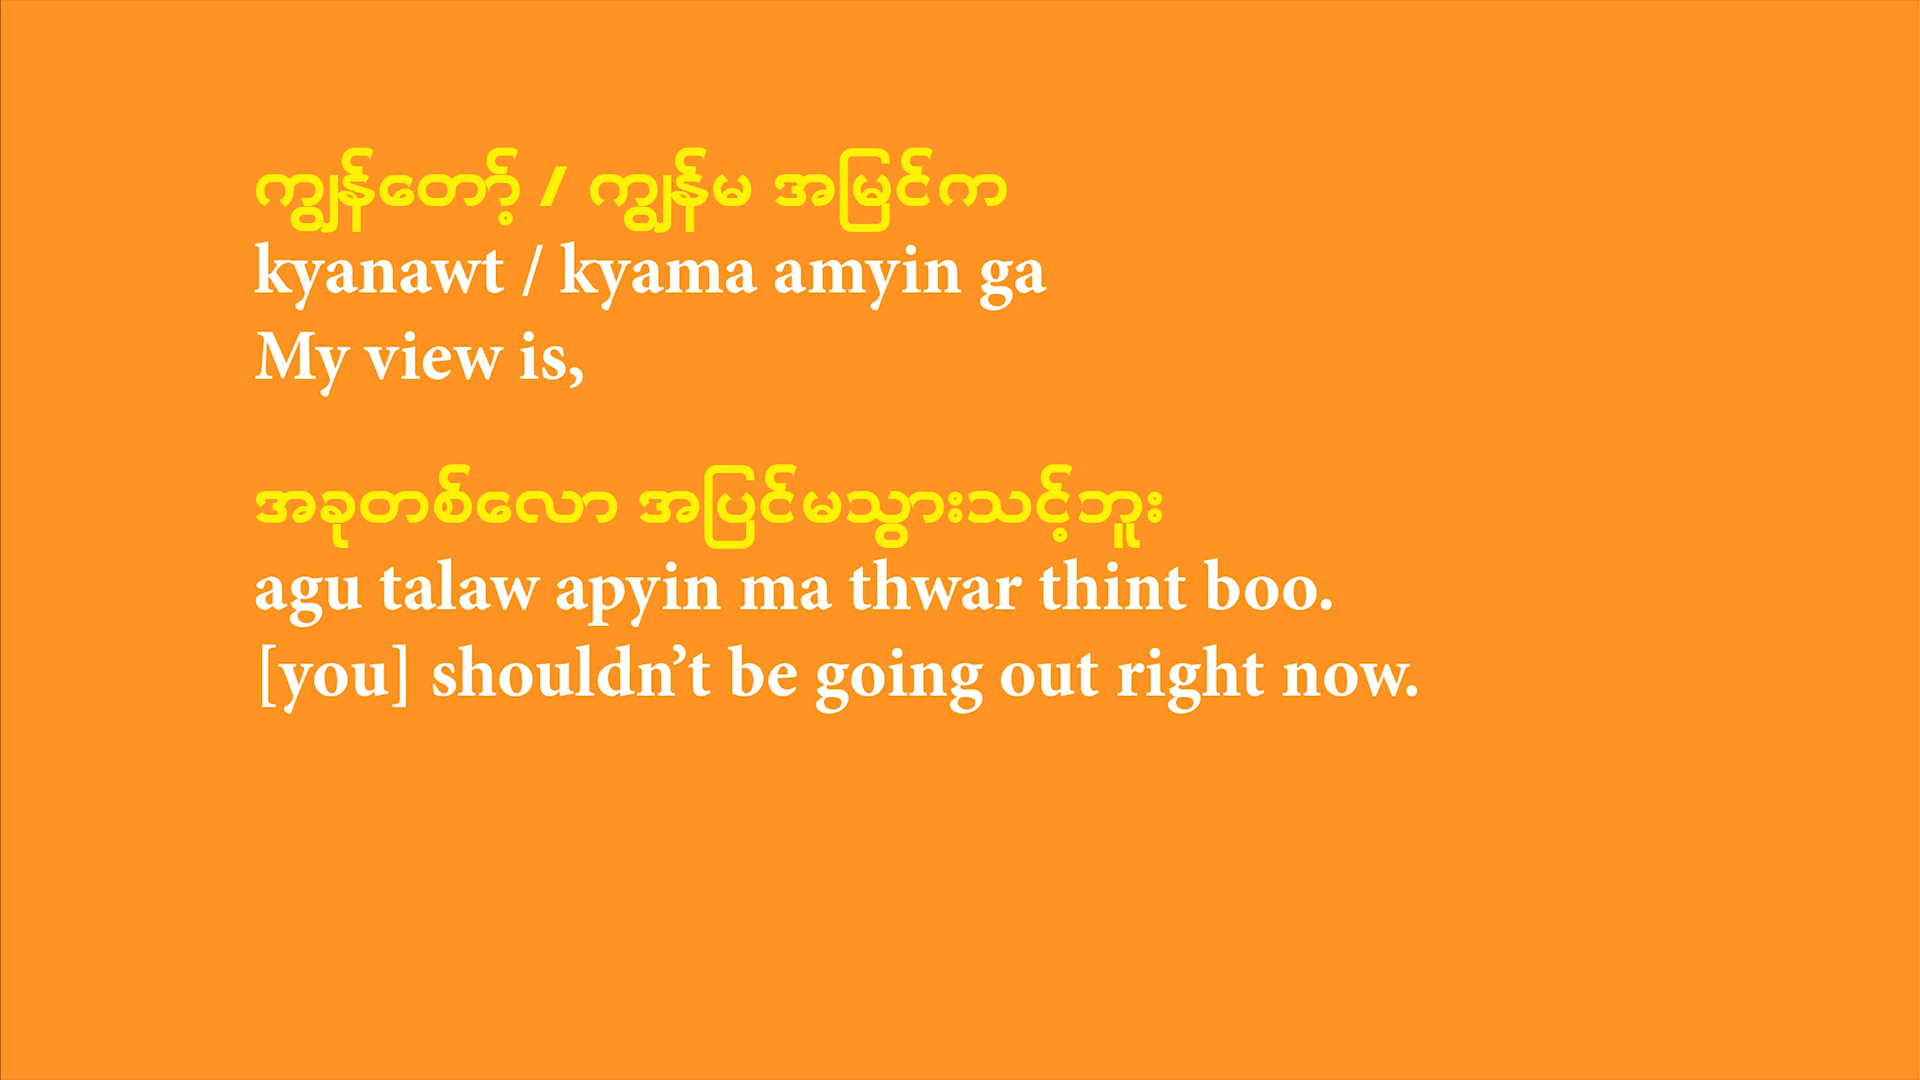 ကျွန်တော့် / ကျွန်မ အမြင်က
kyanawt / kyama amyin ga
My view is,
အခုတစ်လော အပြင်မသွားသင့်ဘူး
agu talaw apyin ma thwar thint boo.
[you] shouldn’t be going out right now.